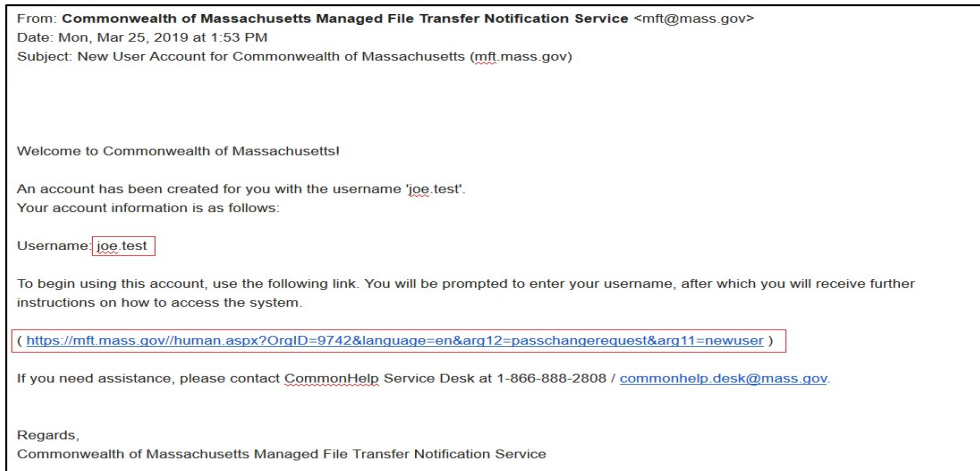 From: Commonwealth of Massachusetts Managed File Transfer Notification Service <mft@mass.gov>
Date: Mon, Mar 25, 2019 at 1:53 PM
Subject: New User Account for Commonwealth of Massachusetts (mft.mass.gov)
Welcome to Commonwealth of Massachusetts!
An account has been created for you with the username 'joe.test'.
Your account information is as follows:
Username: joe.test
To begin using this account, use the following link. You will be prompted to enter your username, after which you will receive further
instructions on how to access the system.
( https://mft.mass.gov//human.aspx?OrgID=9742&language=en&arg12=passchangerequest&arg11=newuser )
If you need assistance, please contact CommonHelp Service Desk at 1-866-888-2808 / commonhelp.desk@mass.gov.
Regards,
Commonwealth of Massachusetts Managed File Transfer Notification Service